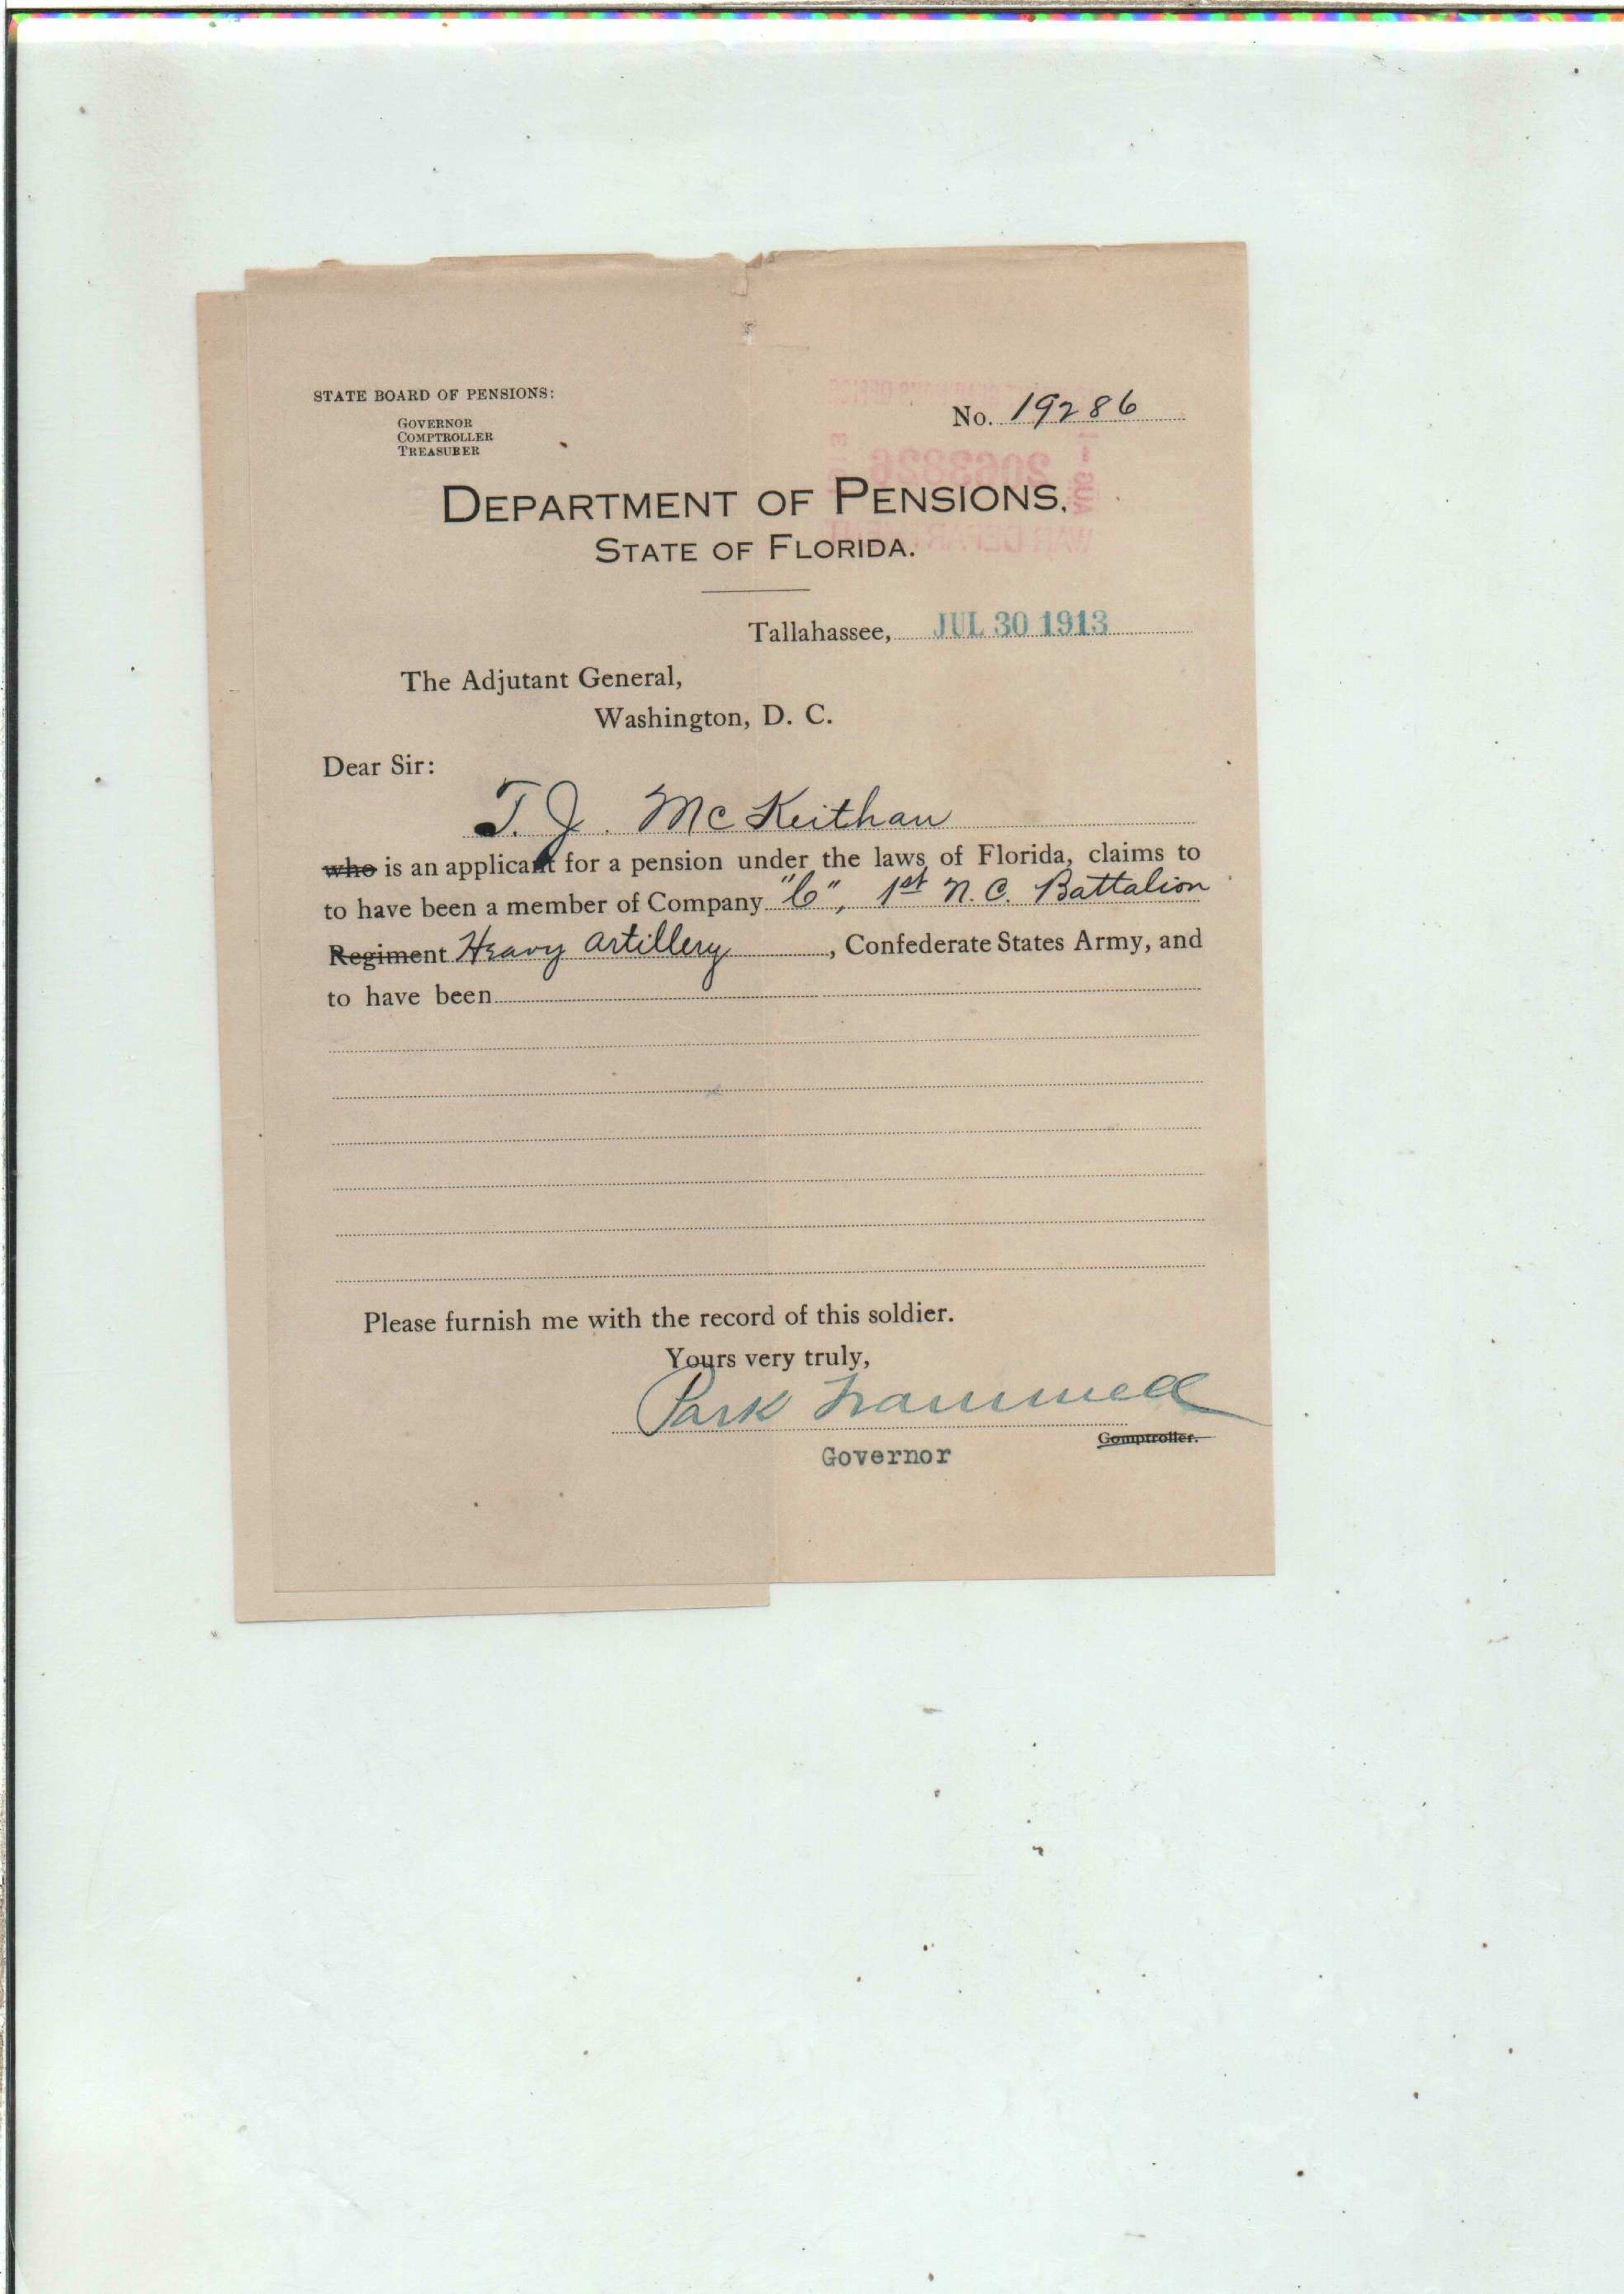 STATE BOARD OF PENSIONS:
GOVERNOR
COMPTROLLER
TREASURER
No. 19286
DEPARTMENT OF PENSIONS,
STATE OF FLORIDA.
Tallahassee, JUL 30 1913
The Adjutant General,
Washington, D. C.
Dear Sir:
T. J. McKeithan
who is an applicant for a pension under the laws of Florida, claims to
to have been a member of Company "C", 1st N. C. Battalion
Regiment Heavy Artillery, Confederate States Army, and
to have been
Please furnish me with the record of this soldier.
Yours very truly,
Park Trammell
Comptroller.
Governor